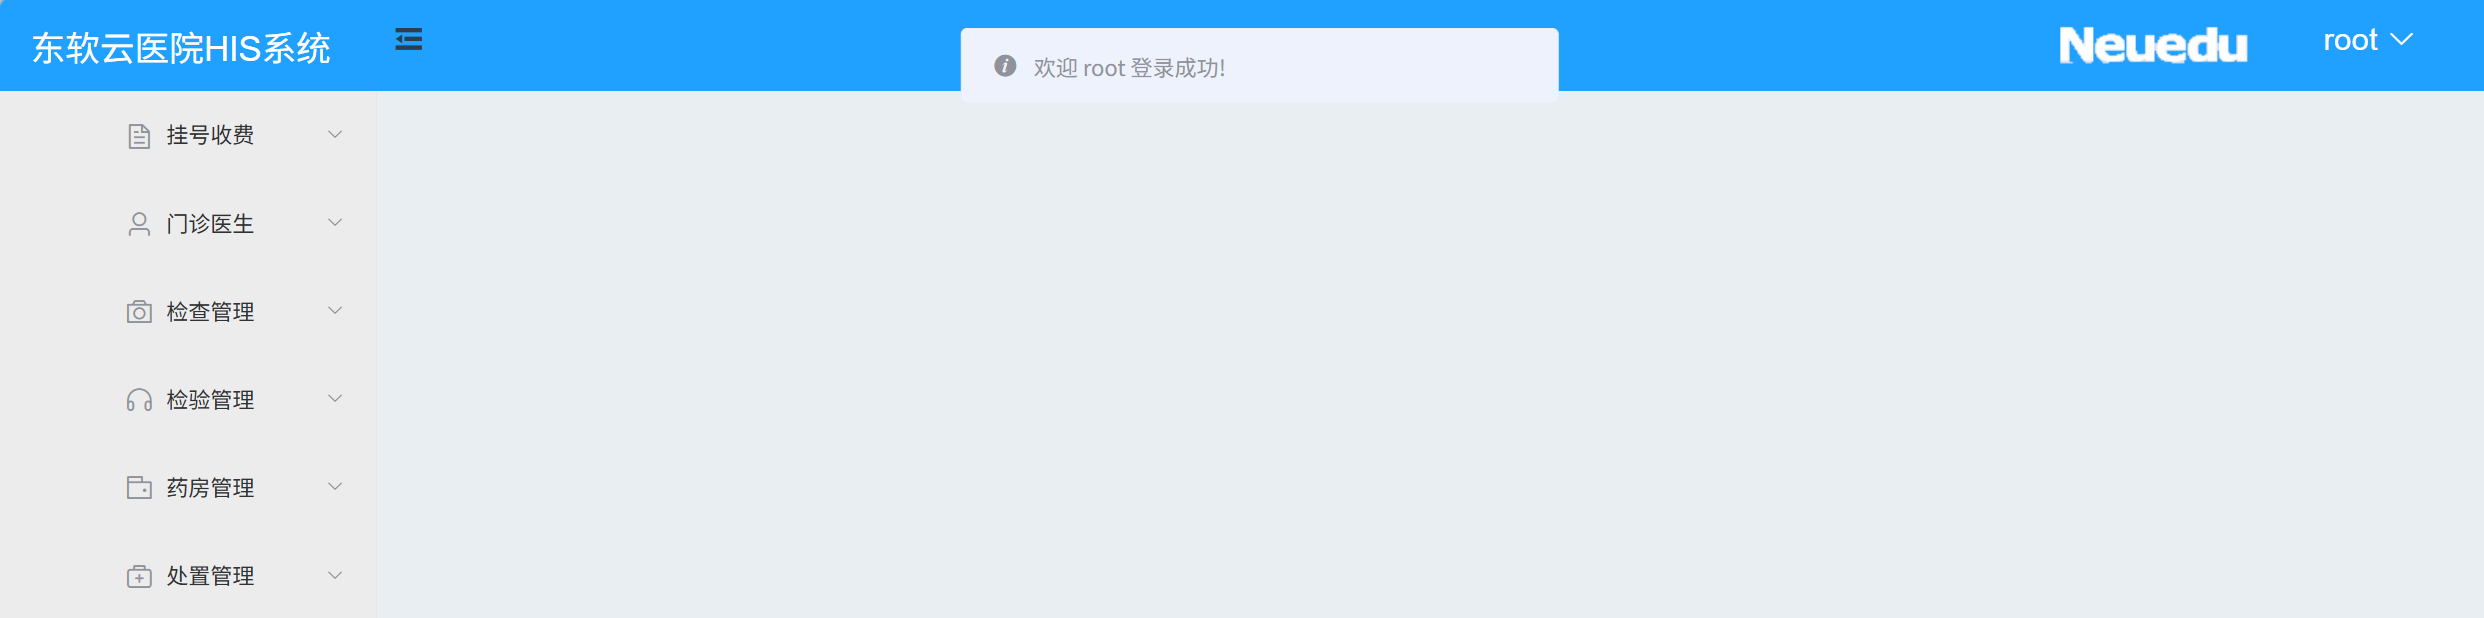 东软云医院HIS系统
欢迎 root 登录成功!
Neuedu
root
挂号收费
门诊医生
检查管理
检验管理
药房管理
处置管理